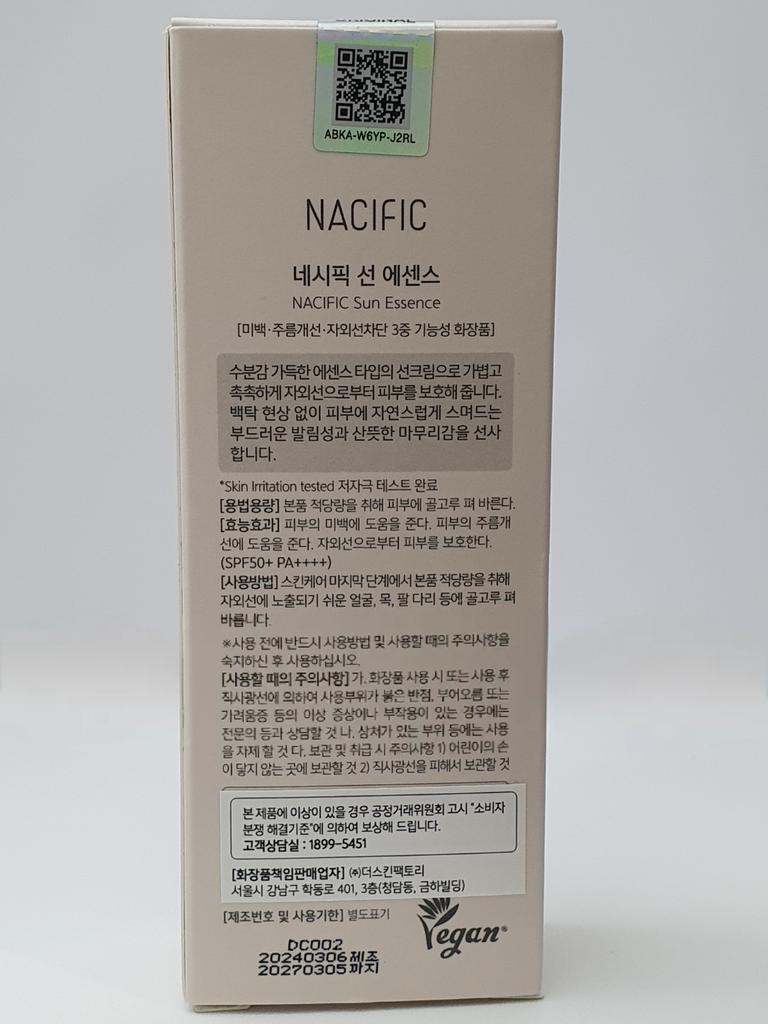 ORIGINAL
ABKA-W6YP-J2RL
NACIFIC
네시픽 선 에센스
NACIFIC Sun Essence
[미백·주름개선·자외선차단 3중 기능성 화장품]
수분감 가득한 에센스 타입의 선크림으로 가볍고
촉촉하게 자외선으로부터 피부를 보호해 줍니다.
백탁 현상 없이 피부에 자연스럽게 스며드는
부드러운 발림성과 산뜻한 마무리감을 선사
합니다.
*Skin Irritation tested 저자극 테스트 완료
[용법용량] 본품 적당량을 취해 피부에 골고루 펴 바른다.
[효능효과] 피부의 미백에 도움을 준다. 피부의 주름개
선에 도움을 준다. 자외선으로부터 피부를 보호한다.
(SPF50+ PA++++)
[사용방법] 스킨케어 마지막 단계에서 본품 적당량을 취해
자외선에 노출되기 쉬운 얼굴, 목, 팔 다리 등에 골고루 펴
바릅니다.
※사용 전에 반드시 사용방법 및 사용할 때의 주의사항을
숙지하신 후 사용하십시오.
[사용할 때의 주의사항] 가. 화장품 사용 시 또는 사용 후
직사광선에 의하여 사용부위가 붉은 반점, 부어오름 또는
가려움증 등의 이상 증상이나 부작용이 있는 경우에는
전문의 등과 상담할 것 나. 상처가 있는 부위 등에는 사용
을 자제 할 것 다. 보관 및 취급 시 주의사항 1) 어린이의 손
이 닿지 않는 곳에 보관할 것 2) 직사광선을 피해서 보관할 것
본 제품에 이상이 있을 경우 공정거래위원회 고시 "소비자
분쟁 해결기준"에 의하여 보상해 드립니다.
고객상담실 : 1899-5451
[화장품책임판매업자] ㈜더스킨팩토리
서울시 강남구 학동로 401, 3층(청담동, 금하빌딩)
[제조번호 및 사용기한] 별도표기
Vegan®
DC002
20240306제조
20270305까지